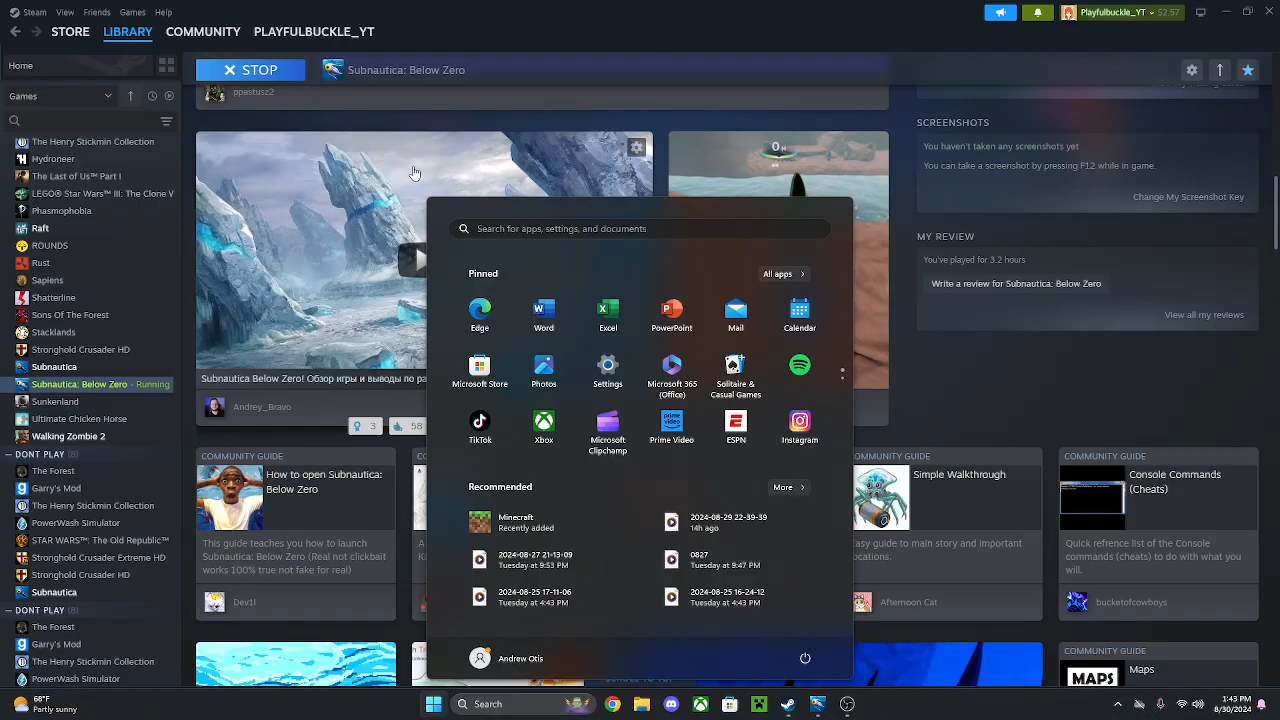 Steam View Friends Games Help
Playfulbuckle_YT $2.57
STORE LIBRARY COMMUNITY PLAYFULBUCKLE_YT
Home
STOP
Subnautica: Below Zero
Games
The Henry Stickmin Collection
Hydroneer
The Last of Us™ Part I
LEGO® Star Wars™ III: The Clone V
Phasmophobia
Raft
ROUNDS
Rust
Sapiens
Shatterline
Sons Of The Forest
Stacklands
Stronghold Crusader HD
Subnautica
Subnautica: Below Zero - Running
Sunkenland
Ultimate Chicken Horse
Walking Zombie 2
DONT PLAY (8)
The Forest
Garry's Mod
The Henry Stickmin Collection
PowerWash Simulator
STAR WARS™: The Old Republic™
Stronghold Crusader Extreme HD
Stronghold Crusader HD
Subnautica
DONT PLAY (8)
The Forest
Garry's Mod
The Henry Stickmin Collection
PowerWash Simulator
ppastusz2
0 M
Subnautica Below Zero! Обзор игры и выводы по ра
Andrey_Bravo
3 58
SCREENSHOTS
You haven't taken any screenshots yet
You can take a screenshot by pressing F12 while in game.
Change My Screenshot Key
MY REVIEW
You've played for 3.2 hours
Write a review for Subnautica: Below Zero
View all my reviews
Search for apps, settings, and documents
Pinned
All apps
Edge
Word
Excel
PowerPoint
Mail
Calendar
Microsoft Store
Photos
Settings
Microsoft 365
(Office)
Solitaire &
Casual Games
TikTok
Xbox
Microsoft
Clipchamp
Prime Video
ESPN
Instagram
Recommended
More
Minecraft
Recently added
2024-08-29 22-39-39
14h ago
2024-08-27 21-13-09
Tuesday at 9:53 PM
0827
Tuesday at 9:47 PM
2024-08-25 17-11-06
Tuesday at 4:43 PM
2024-08-25 16-24-12
Tuesday at 4:43 PM
Andrew Otis
COMMUNITY GUIDE
How to open Subnautica:
Below Zero
This guide teaches you how to launch
Subnautica: Below Zero (Real not clickbait
works 100% true not fake for real)
Dev1l
COMMUNITY GUIDE
Simple Walkthrough
Easy guide to main story and important
locations.
Afternoon Cat
COMMUNITY GUIDE
Console Commands
(Cheats)
Quick refrence list of the Console
commands (cheats) to do with what you
will.
bucketofcowboys
COMMUNITY GUIDE
Maps
MAPS
88°F
Partly sunny
Search
1:43 PM
8/30/2024